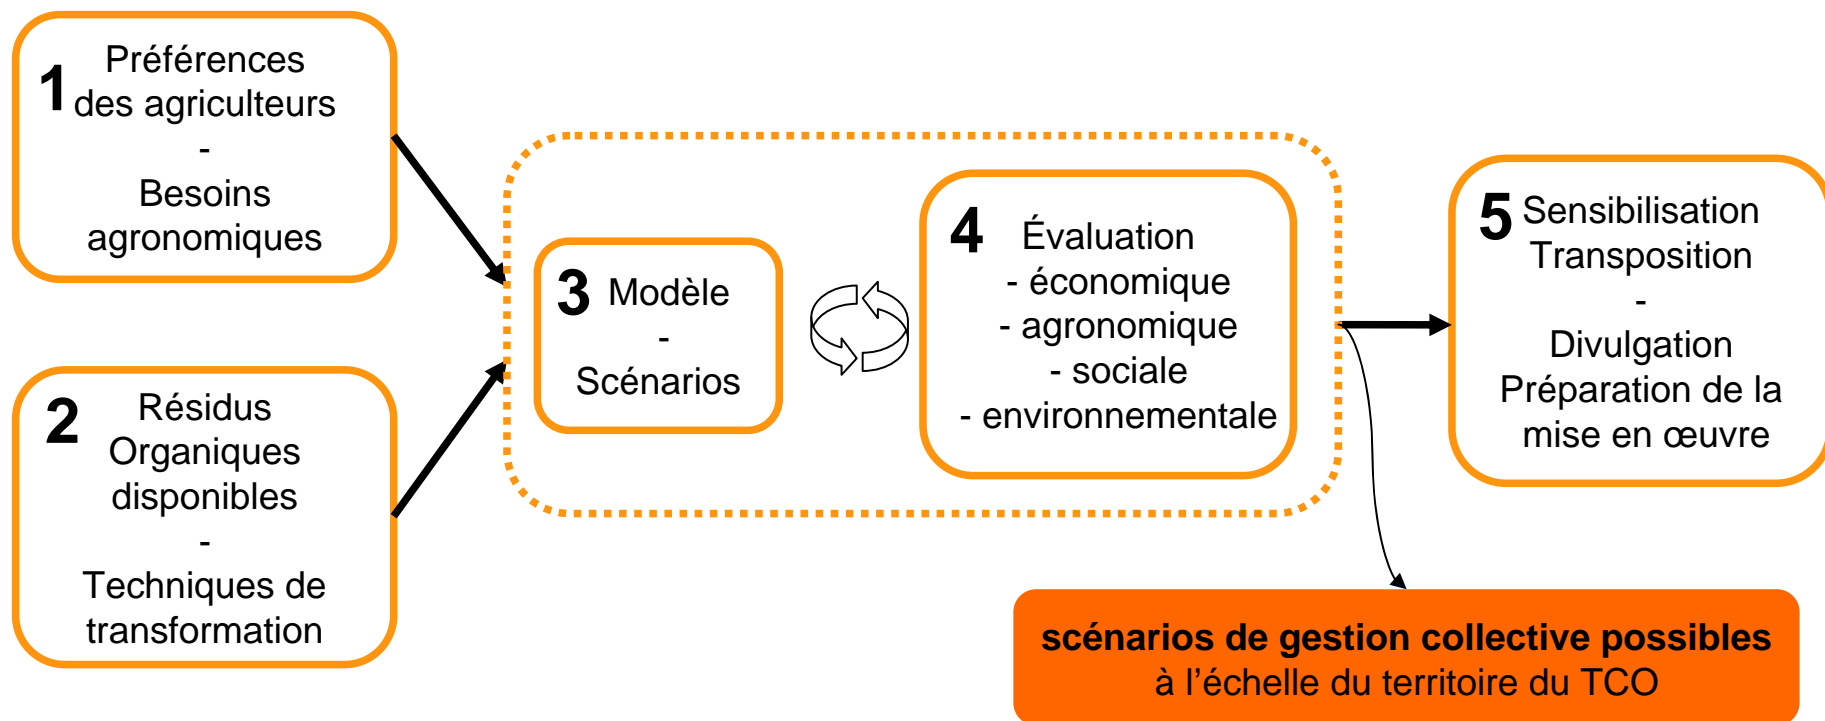 1
Préférences
des agriculteurs
-
Besoins
agronomiques
2
Résidus
Organiques
disponibles
-
Techniques de
transformation
3 Modèle
-
Scénarios
4
Évaluation
- économique
- agronomique
- sociale
- environnementale
5 Sensibilisation
Transposition
-
Divulgation
Préparation de la
mise en œuvre
scénarios de gestion collective possibles
à l’échelle du territoire du TCO